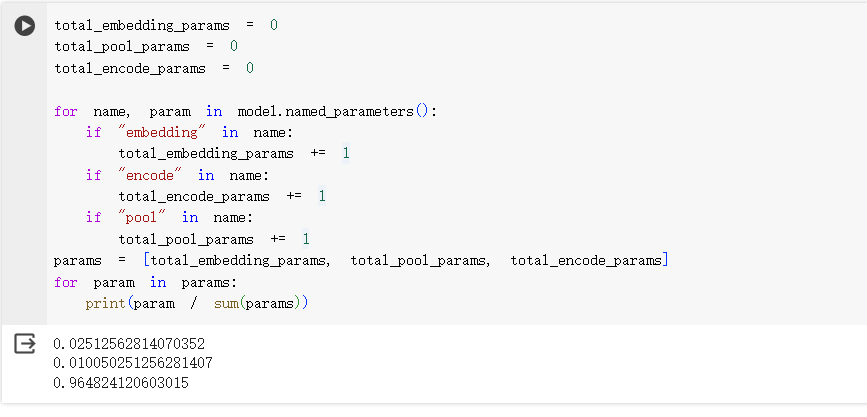 total_embedding_params = 0
total_pool_params = 0
total_encode_params = 0
for name, param in model.named_parameters():
    if "embedding" in name:
        total_embedding_params += 1
    if "encode" in name:
        total_encode_params += 1
    if "pool" in name:
        total_pool_params += 1
params = [total_embedding_params, total_pool_params, total_encode_params]
for param in params:
    print(param / sum(params))
0.02512562814070352
0.010050251256281407
0.964824120603015